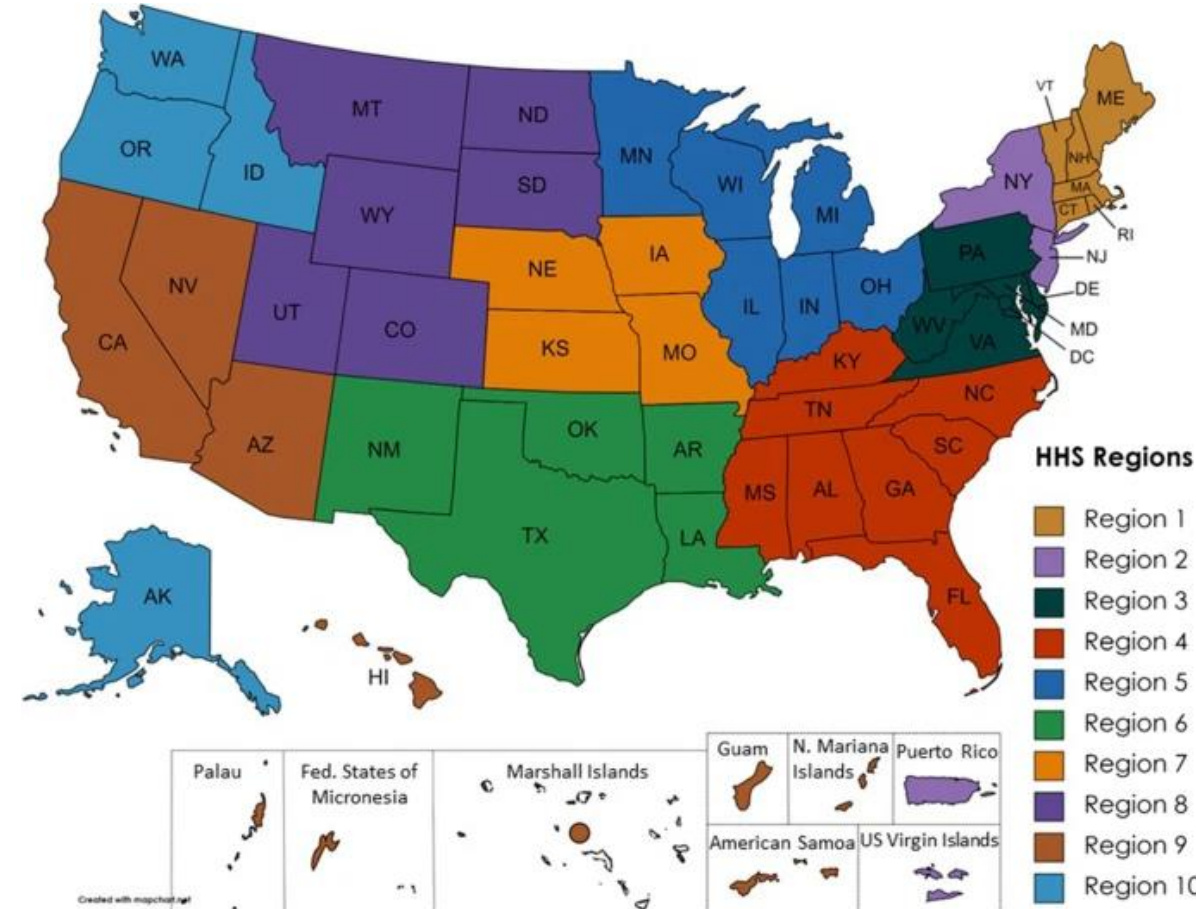 WA
MT
ND
VT
ME
OR
ID
MN
SD
WI
NH
NY
WY
MI
MA
CT
RI
IA
PA
NJ
NE
NV
OH
UT
IL
IN
DE
CO
WV
MD
CA
KS
MO
VA
DC
KY
NC
TN
AZ
NM
OK
AR
SC
MS
AL
GA
TX
LA
FL
AK
HI
HHS Regions
Region 1
Region 2
Region 3
Region 4
Region 5
Region 6
Region 7
Region 8
Region 9
Region 10
Palau
Fed. States of
Micronesia
Marshall Islands
Guam
N. Mariana
Islands
Puerto Rico
American Samoa
US Virgin Islands
Created with mapchart.net